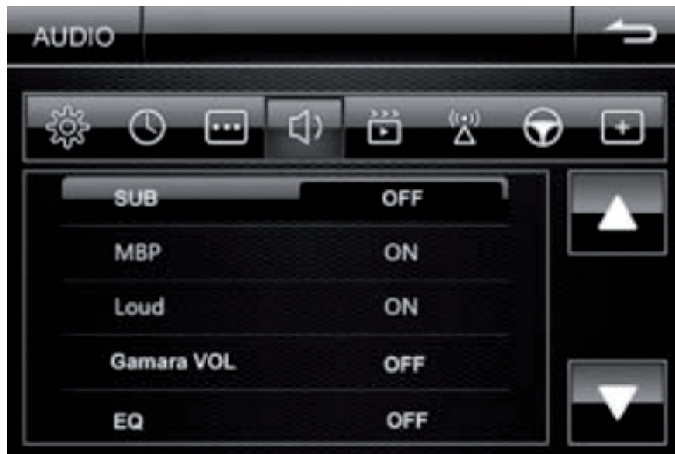 AUDIO
SUB OFF
MBP ON
Loud ON
Gamara VOL OFF
EQ OFF